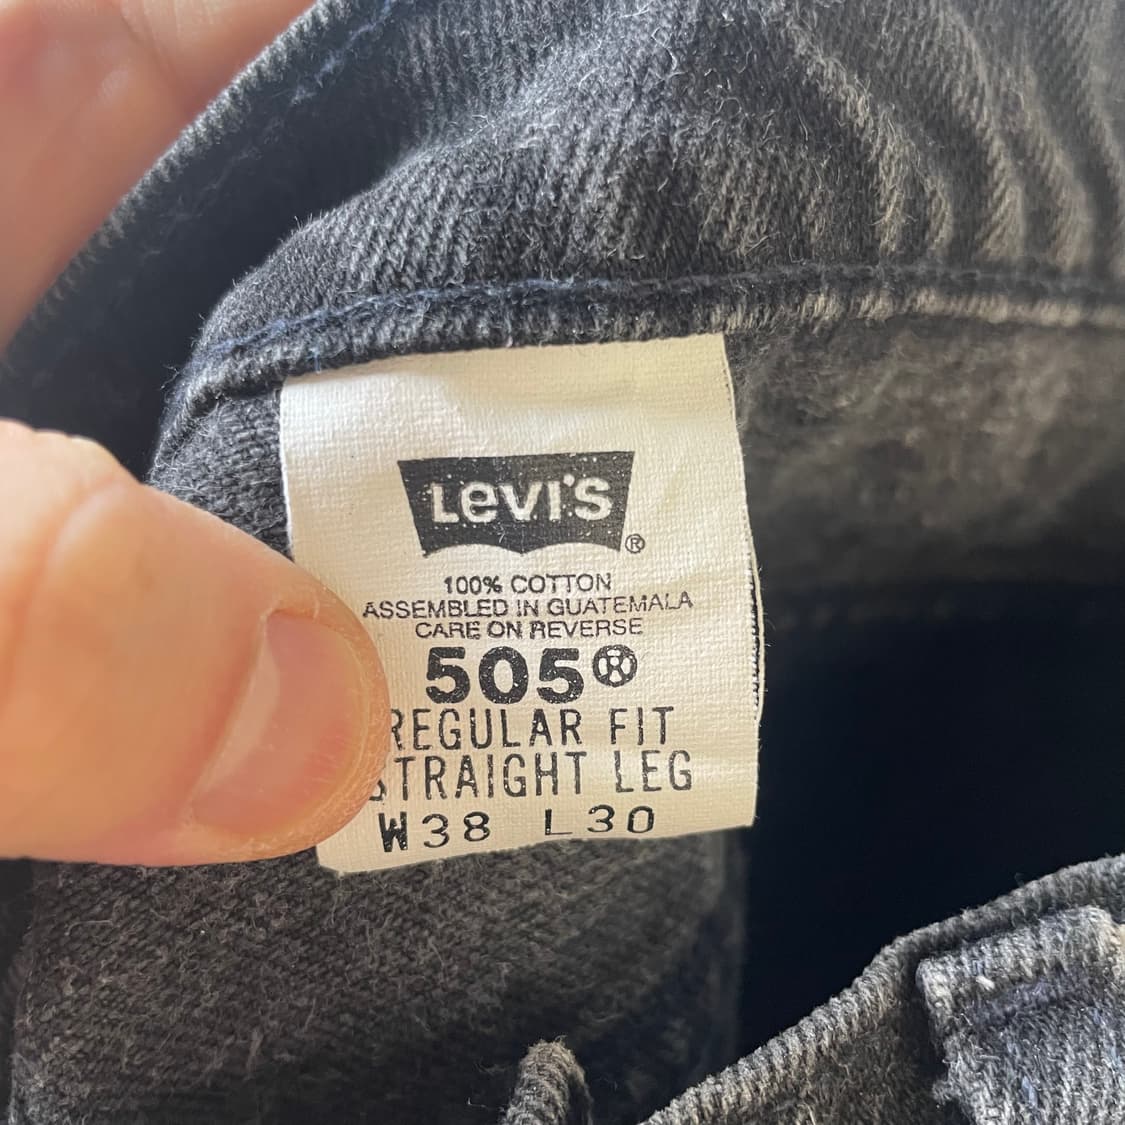 LEVI'S ®
100% COTTON
ASSEMBLED IN GUATEMALA
CARE ON REVERSE
505®
REGULAR FIT
STRAIGHT LEG
W38 L30